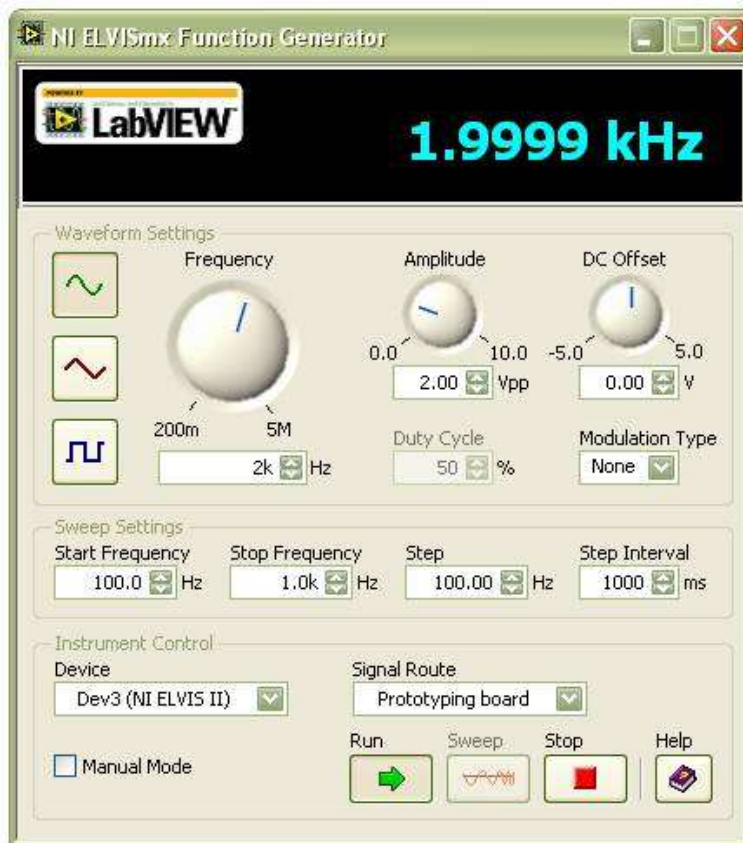 NI ELVISmx Function Generator
LabVIEW™
1.9999 kHz
Waveform Settings
Frequency
Amplitude
DC Offset
0.0
10.0
-5.0
5.0
2.00 Vpp
0.00 V
200m
5M
2k Hz
Duty Cycle
50 %
Modulation Type
None
Sweep Settings
Start Frequency
Stop Frequency
Step
Step Interval
100.0 Hz
1.0k Hz
100.00 Hz
1000 ms
Instrument Control
Device
Signal Route
Dev3 (NI ELVIS II)
Prototyping board
Run
Sweep
Stop
Help
Manual Mode